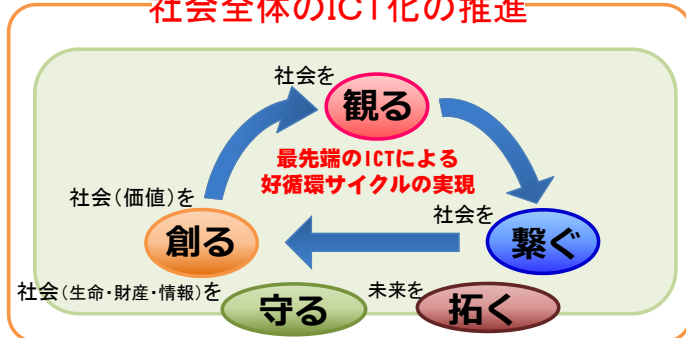 社会全体のICT化の推進
社会を
観る
最先端のICTによる
好循環サイクルの実現
社会(価値)を
創る
社会を
繋ぐ
社会(生命・財産・情報)を
守る
未来を
拓く